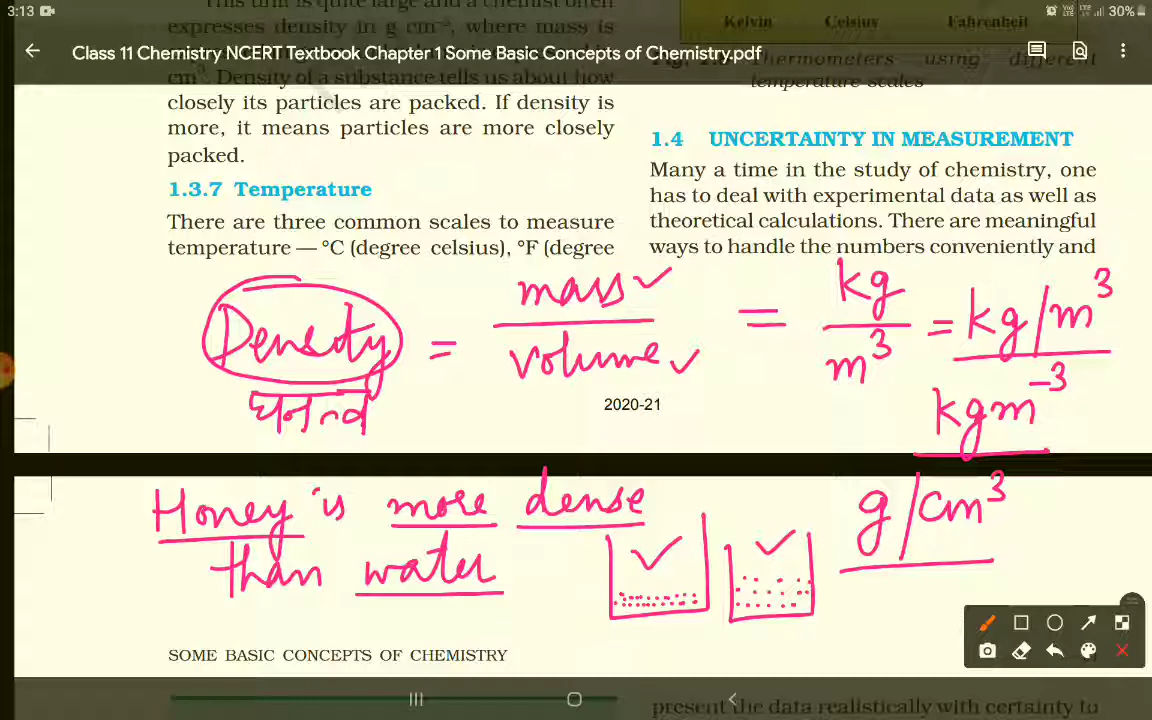 3:13
30%
This unit is quite large and a chemist often
expresses density in g cm⁻³, where mass is
cm³. Density of a substance tells us about how
closely its particles are packed. If density is
more, it means particles are more closely
packed.
Class 11 Chemistry NCERT Textbook Chapter 1 Some Basic Concepts of Chemistry.pdf
1.3.7 Temperature
There are three common scales to measure
temperature — °C (degree celsius), °F (degree
Kelvin Celsius Fahrenheit
Thermometers using different
temperature scales
1.4 UNCERTAINTY IN MEASUREMENT
Many a time in the study of chemistry, one
has to deal with experimental data as well as
theoretical calculations. There are meaningful
ways to handle the numbers conveniently and
Density = mass ✓ / volume ✓ = kg / m³ = kg/m³
kgm⁻³
2020-21
Honey is more dense
than water
g/cm³
SOME BASIC CONCEPTS OF CHEMISTRY
present the data realistically with certainty to